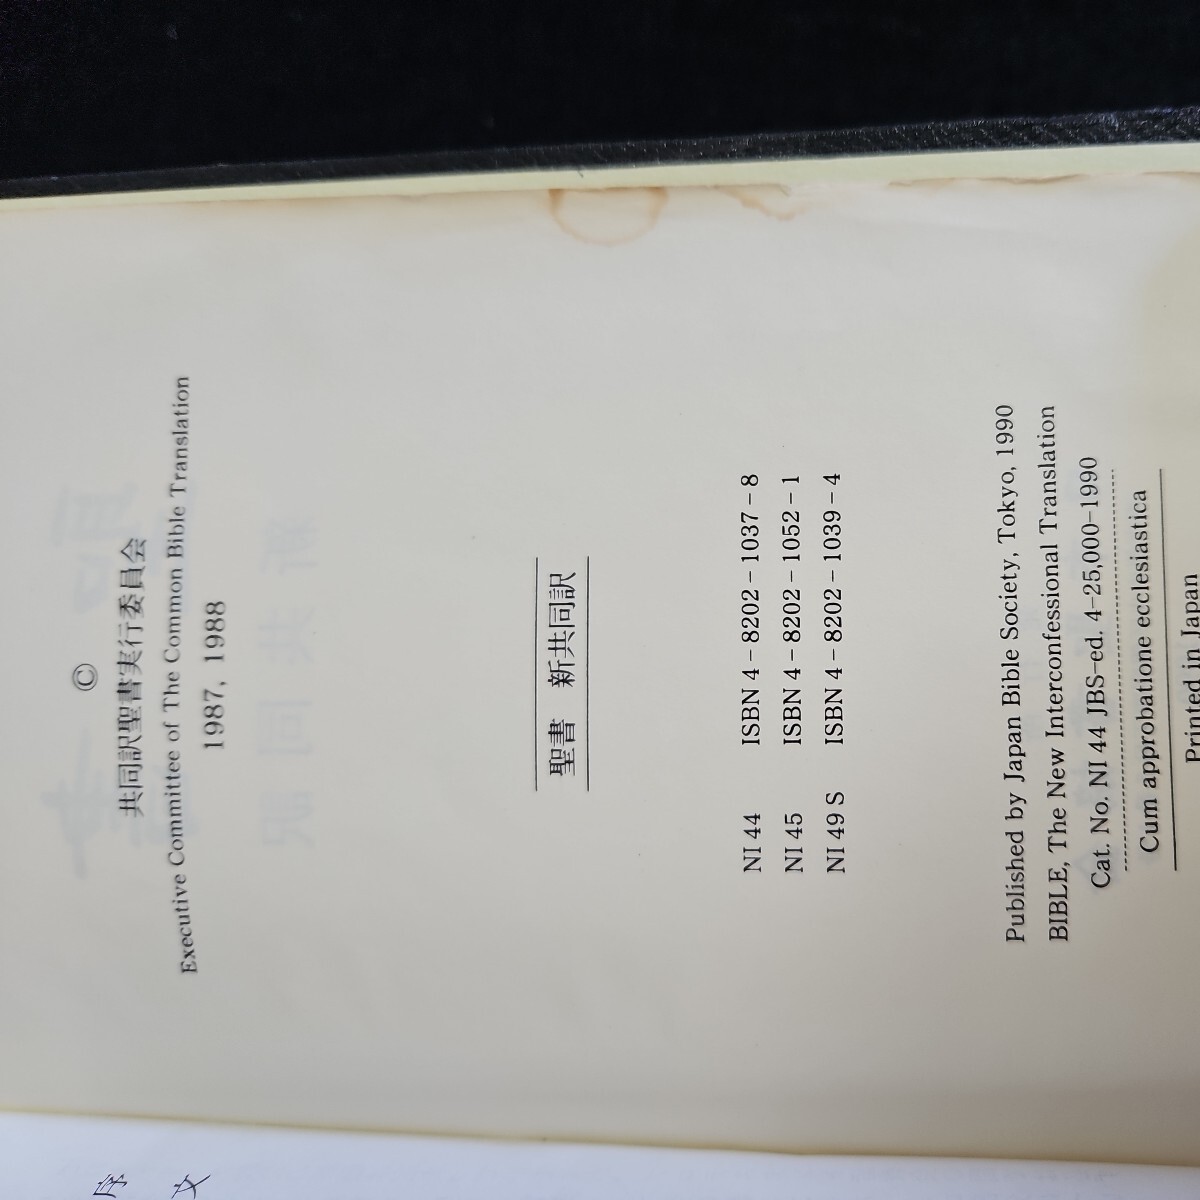 ©
共同訳聖書実行委員会
Executive Committee of The Common Bible Translation
1987, 1988
聖書 新共同訳
NI 44 ISBN 4-8202-1037-8
NI 45 ISBN 4-8202-1052-1
NI 49 S ISBN 4-8202-1039-4
Published by Japan Bible Society, Tokyo, 1990
BIBLE, The New Interconfessional Translation
Cat. No. NI 44 JBS-ed. 4-25,000-1990
Cum approbatione ecclesiastica
Printed in Japan
序文